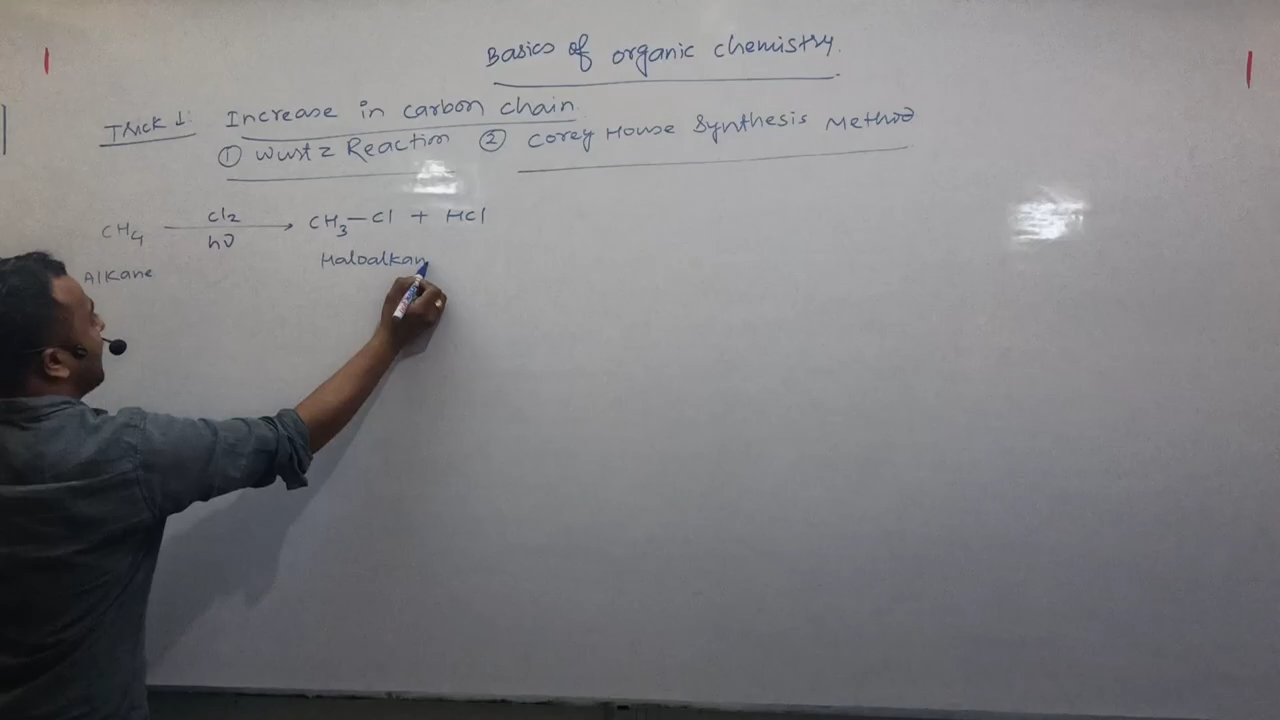 Basics of organic chemistry.
Trick 1: Increase in carbon chain
① Wurtz Reaction ② Corey House Synthesis Method
CH4 Cl2 hν → CH3—Cl + HCl
Alkane Haloalkan